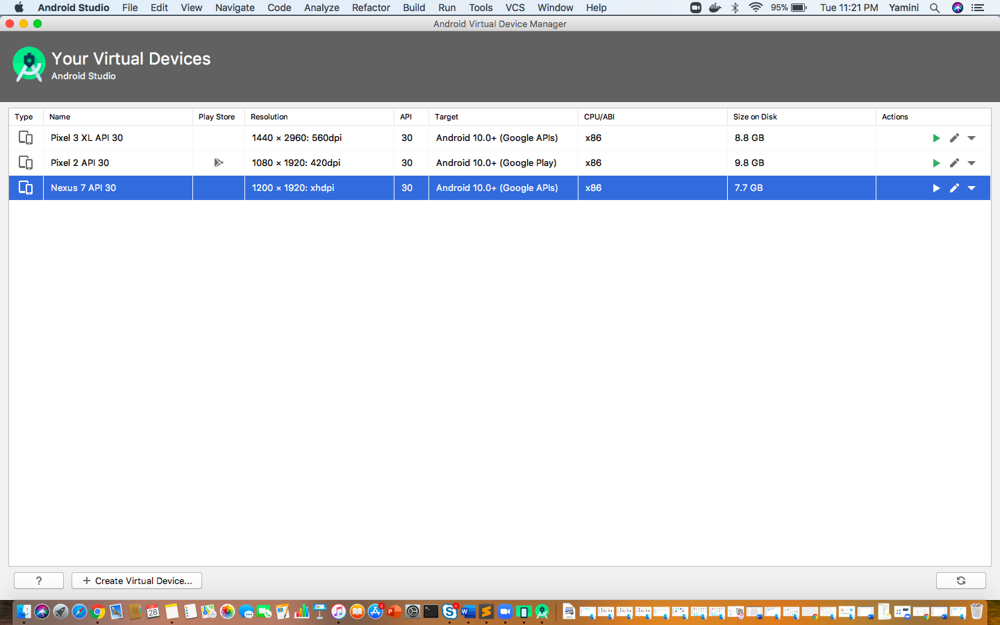 Android Studio File Edit View Navigate Code Analyze Refactor Build Run Tools VCS Window Help 95% Tue 11:21 PM Yamini
Android Virtual Device Manager
Your Virtual Devices
Android Studio
Type Name Play Store Resolution API Target CPU/ABI Size on Disk Actions
Pixel 3 XL API 30 1440 × 2960: 560dpi 30 Android 10.0+ (Google APIs) x86 8.8 GB
Pixel 2 API 30 1080 × 1920: 420dpi 30 Android 10.0+ (Google Play) x86 9.8 GB
Nexus 7 API 30 1200 × 1920: xhdpi 30 Android 10.0+ (Google APIs) x86 7.7 GB
? + Create Virtual Device...
28